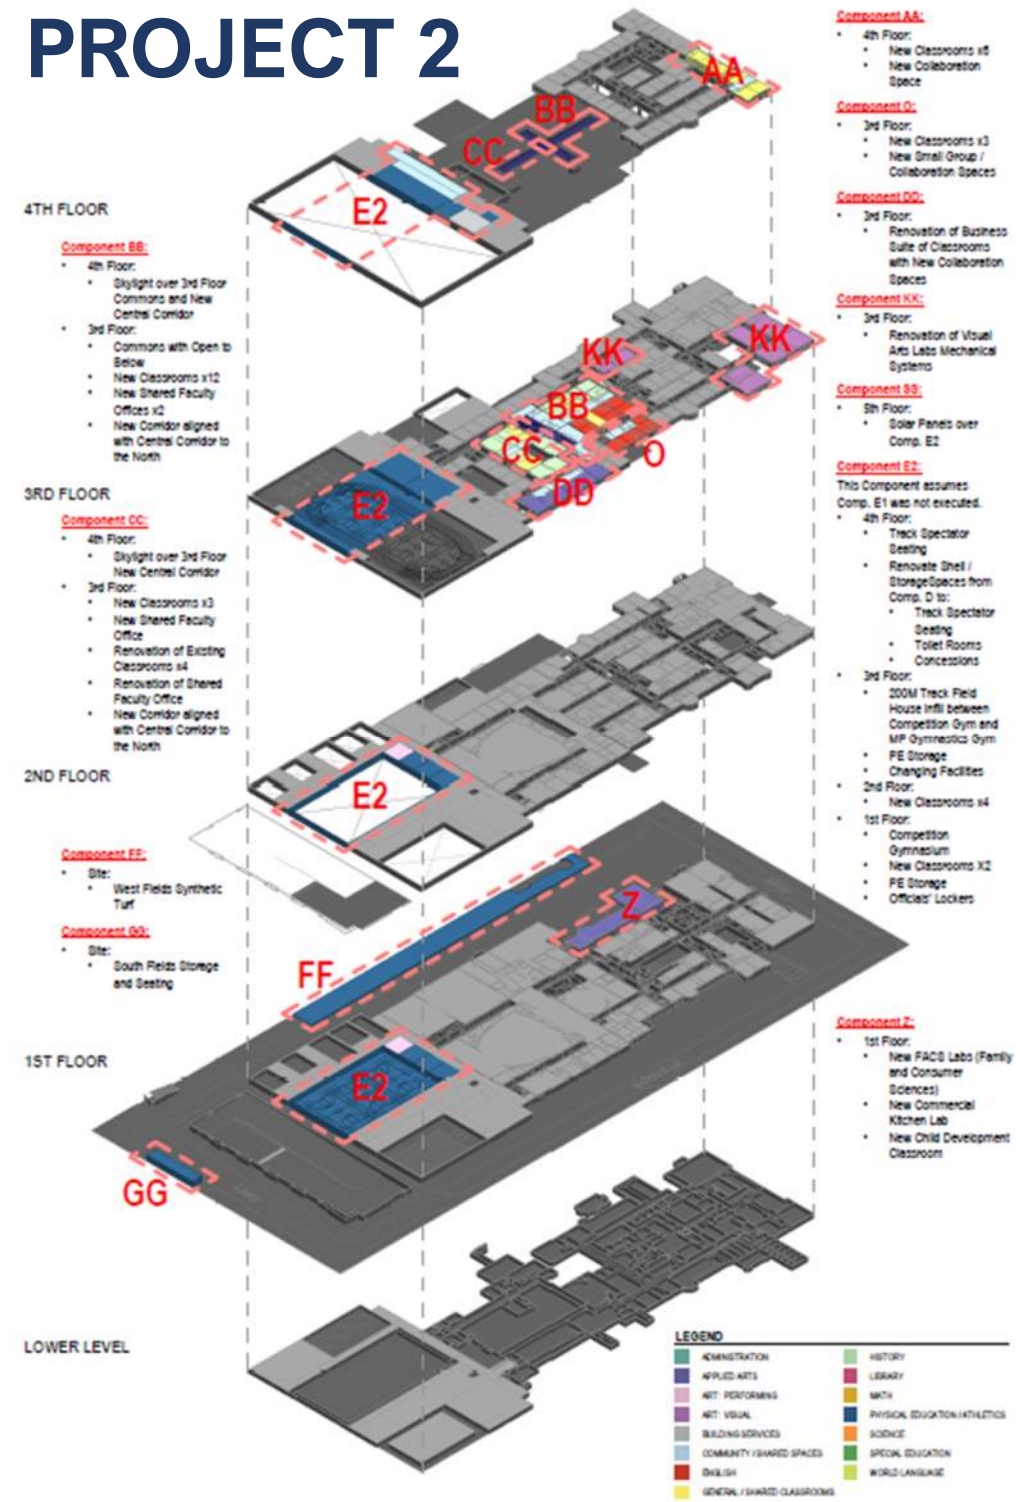 PROJECT 2
4TH FLOOR
Component BB:
4th Floor:
Skylight over 3rd Floor
Commons and New
Central Corridor
3rd Floor:
Commons with Open to
Below
New Classrooms x12
New Shared Faculty
Offices x2
New Corridor aligned
with Central Corridor to
the North
3RD FLOOR
Component CC:
4th Floor:
Skylight over 3rd Floor
New Central Corridor
3rd Floor:
New Classrooms x3
New Shared Faculty
Office
Renovation of Existing
Classrooms x4
Renovation of Shared
Faculty Office
New Corridor aligned
with Central Corridor to
the North
2ND FLOOR
Component FF:
Site:
West Fields Synthetic
Turf
Component GG:
Site:
South Fields Storage
and Seating
1ST FLOOR
LOWER LEVEL
AA
BB
CC
E2
KK
KK
BB
CC
O
DD
E2
E2
Z
FF
E2
GG
Component AA:
4th Floor:
New Classrooms x6
New Collaboration
Space
Component O:
3rd Floor:
New Classrooms x3
New Small Group /
Collaboration Spaces
Component DD:
3rd Floor:
Renovation of Business
Suite of Classrooms
with New Collaboration
Spaces
Component KK:
3rd Floor:
Renovation of Visual
Arts Labs Mechanical
Systems
Component SS:
5th Floor:
Solar Panels over
Comp. E2
Component E2:
This Component assumes
Comp. E1 was not executed.
4th Floor:
Track Spectator
Seating
Renovate Shell /
StorageSpaces from
Comp. D to:
Track Spectator
Seating
Toilet Rooms
Concessions
3rd Floor:
200M Track Field
House Infill between
Competition Gym and
MP Gymnastics Gym
PE Storage
Changing Facilities
2nd Floor:
New Classrooms x4
1st Floor:
Competition
Gymnasium
New Classrooms X2
PE Storage
Officials' Lockers
Component Z:
1st Floor:
New FACS Labs (Family
and Consumer
Sciences)
New Commercial
Kitchen Lab
New Child Development
Classroom
LEGEND
ADMINISTRATION
APPLIED ARTS
ART: PERFORMING
ART: VISUAL
BUILDING SERVICES
COMMUNITY / SHARED SPACES
ENGLISH
GENERAL / SHARED CLASSROOMS
HISTORY
LIBRARY
MATH
PHYSICAL EDUCATION / ATHLETICS
SCIENCE
SPECIAL EDUCATION
WORLD LANGUAGE